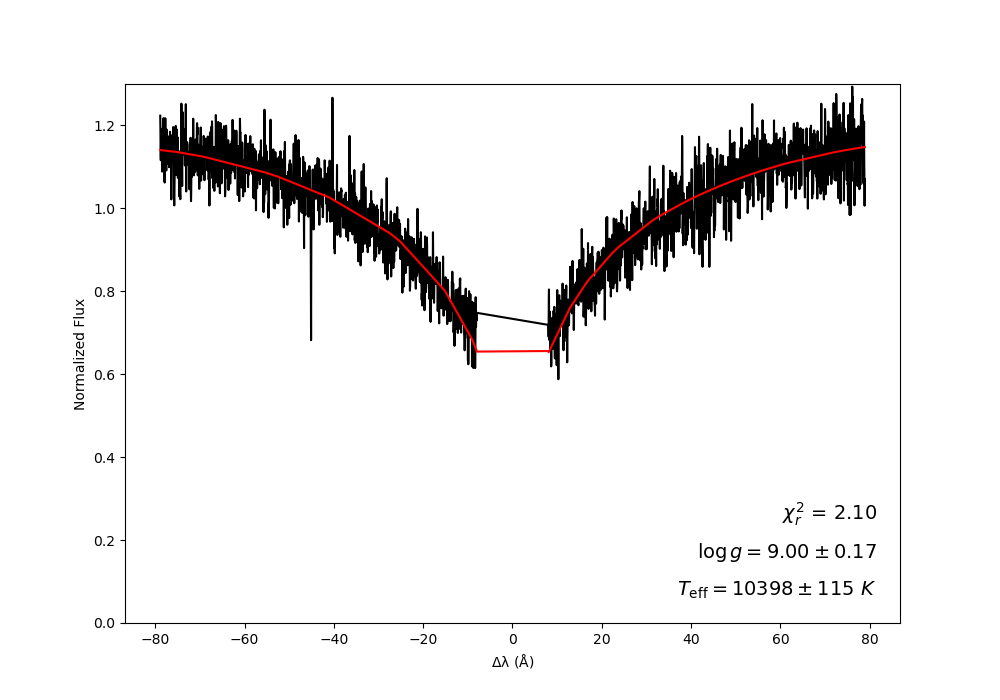 1.2
1.0
0.8
0.6
0.4
0.2
0.0
Normalized Flux
χ²ᵣ = 2.10
log g = 9.00 ± 0.17
T_eff = 10398 ± 115 K
−80 −60 −40 −20 0 20 40 60 80
Δλ (Å)